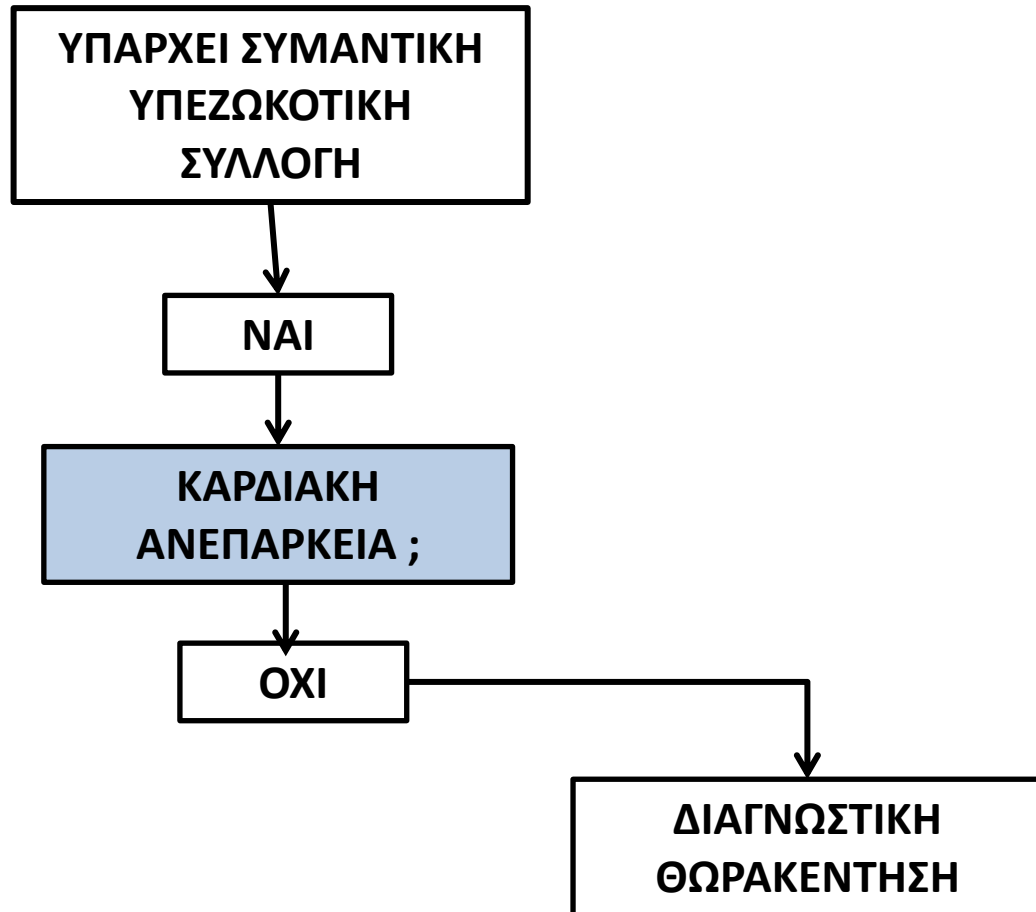 ΥΠΑΡΧΕΙ ΣΥΜΑΝΤΙΚΗ
ΥΠΕΖΩΚΟΤΙΚΗ
ΣΥΛΛΟΓΗ
ΝΑΙ
ΚΑΡΔΙΑΚΗ
ΑΝΕΠΑΡΚΕΙΑ ;
ΟΧΙ
ΔΙΑΓΝΩΣΤΙΚΗ
ΘΩΡΑΚΕΝΤΗΣΗ